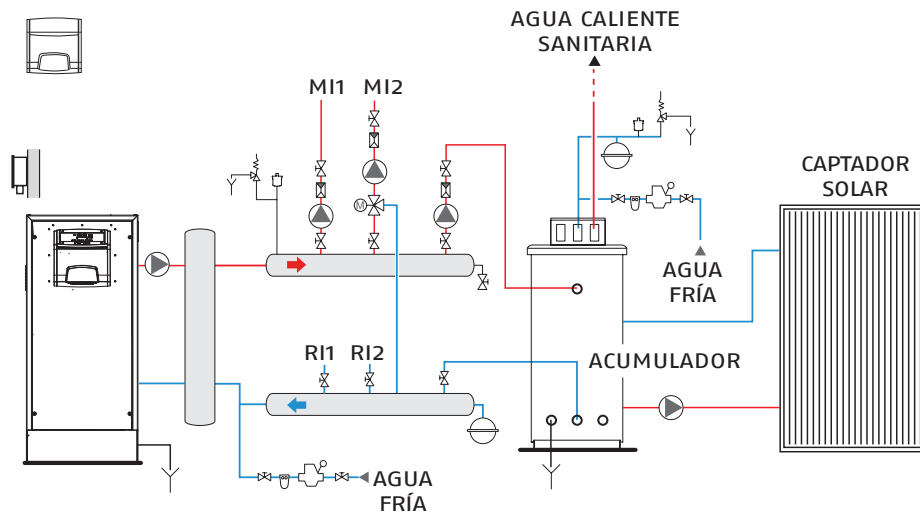 AGUA CALIENTE
SANITARIA
MI1
MI2
CAPTADOR
SOLAR
M
AGUA
FRÍA
RI1
RI2
ACUMULADOR
AGUA
FRÍA